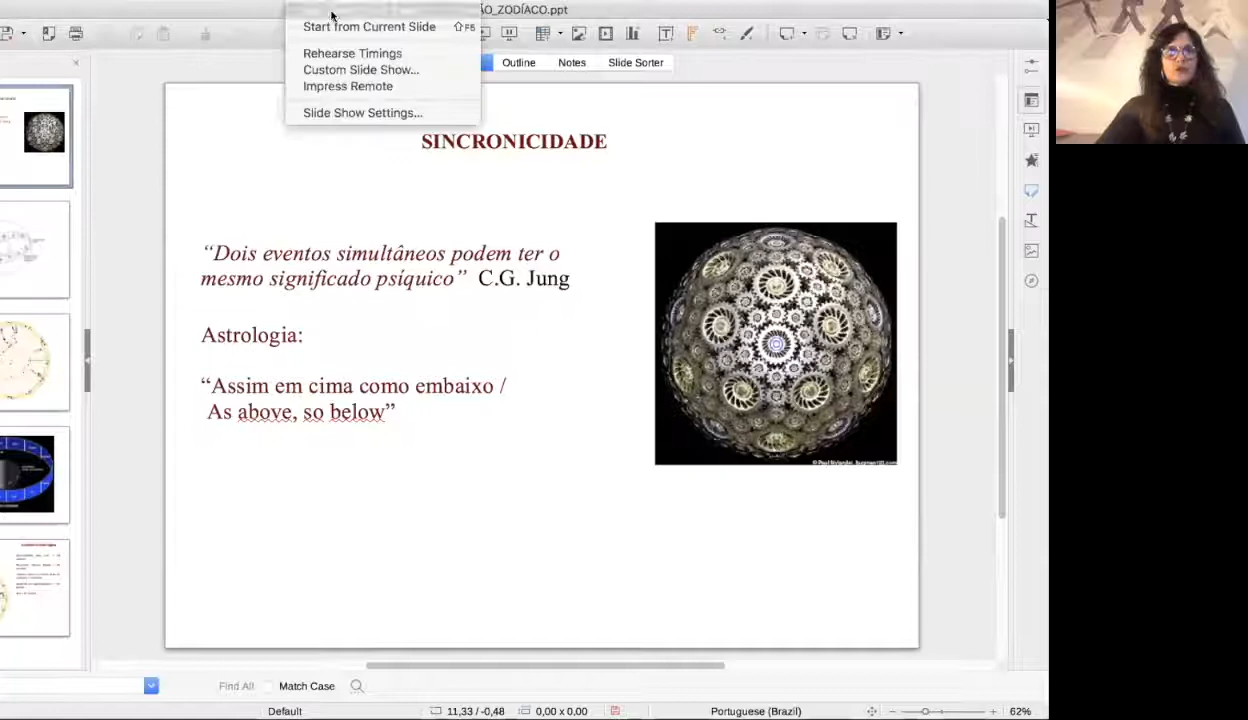 ÃO_ZODÍACO.ppt
Start from Current Slide ⇧F5
Rehearse Timings
Custom Slide Show...
Impress Remote
Slide Show Settings...
Outline
Notes
Slide Sorter
SINCRONICIDADE
“Dois eventos simultâneos podem ter o
mesmo significado psíquico” C.G. Jung
Astrologia:
“Assim em cima como embaixo /
As above, so below”
Find All
Match Case
Default
11,33 / -0,48
0,00 x 0,00
Portuguese (Brazil)
62%